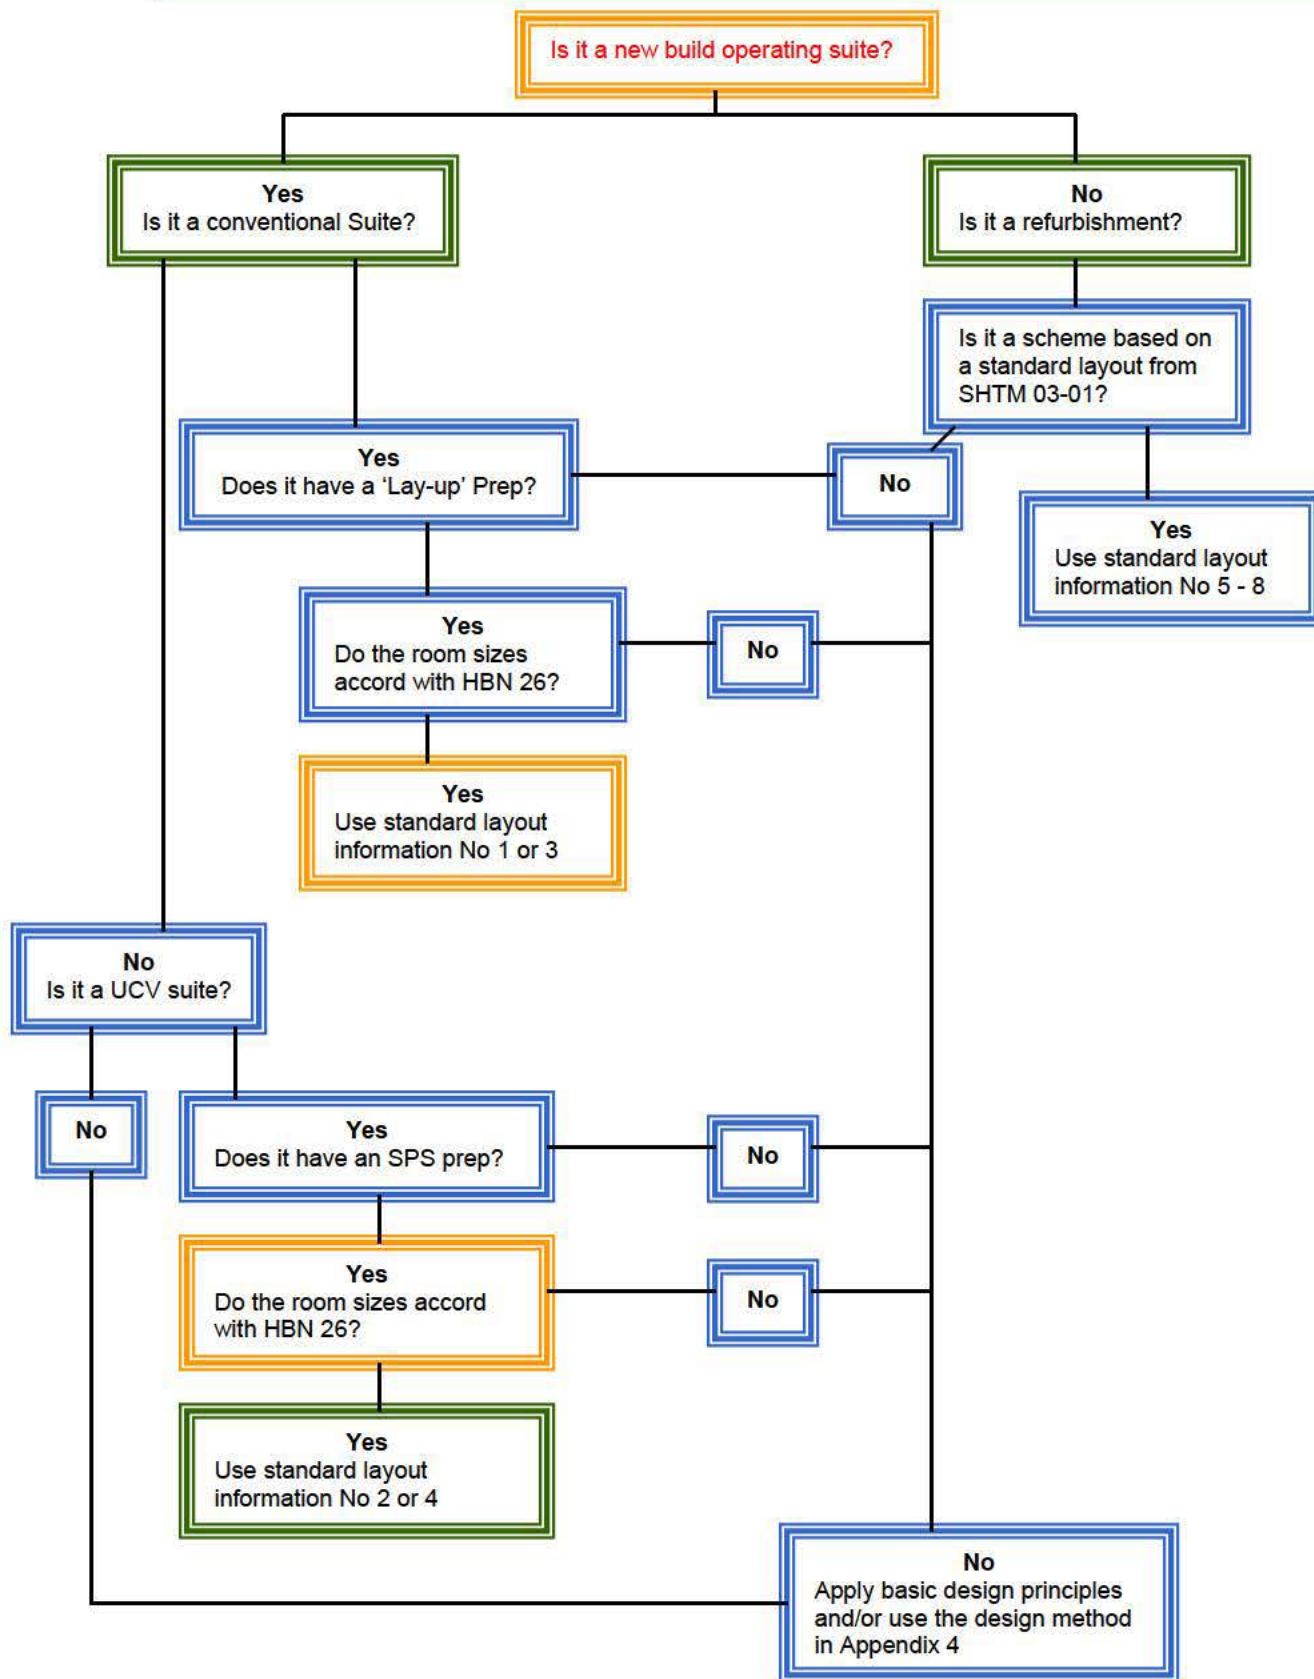 Is it a new build operating suite?
Yes
Is it a conventional Suite?
No
Is it a refurbishment?
Is it a scheme based on
a standard layout from
SHTM 03-01?
Yes
Does it have a ‘Lay-up’ Prep?
No
Yes
Use standard layout
information No 5 - 8
Yes
Do the room sizes
accord with HBN 26?
No
Yes
Use standard layout
information No 1 or 3
No
Is it a UCV suite?
No
Yes
Does it have an SPS prep?
No
Yes
Do the room sizes accord
with HBN 26?
No
Yes
Use standard layout
information No 2 or 4
No
Apply basic design principles
and/or use the design method
in Appendix 4